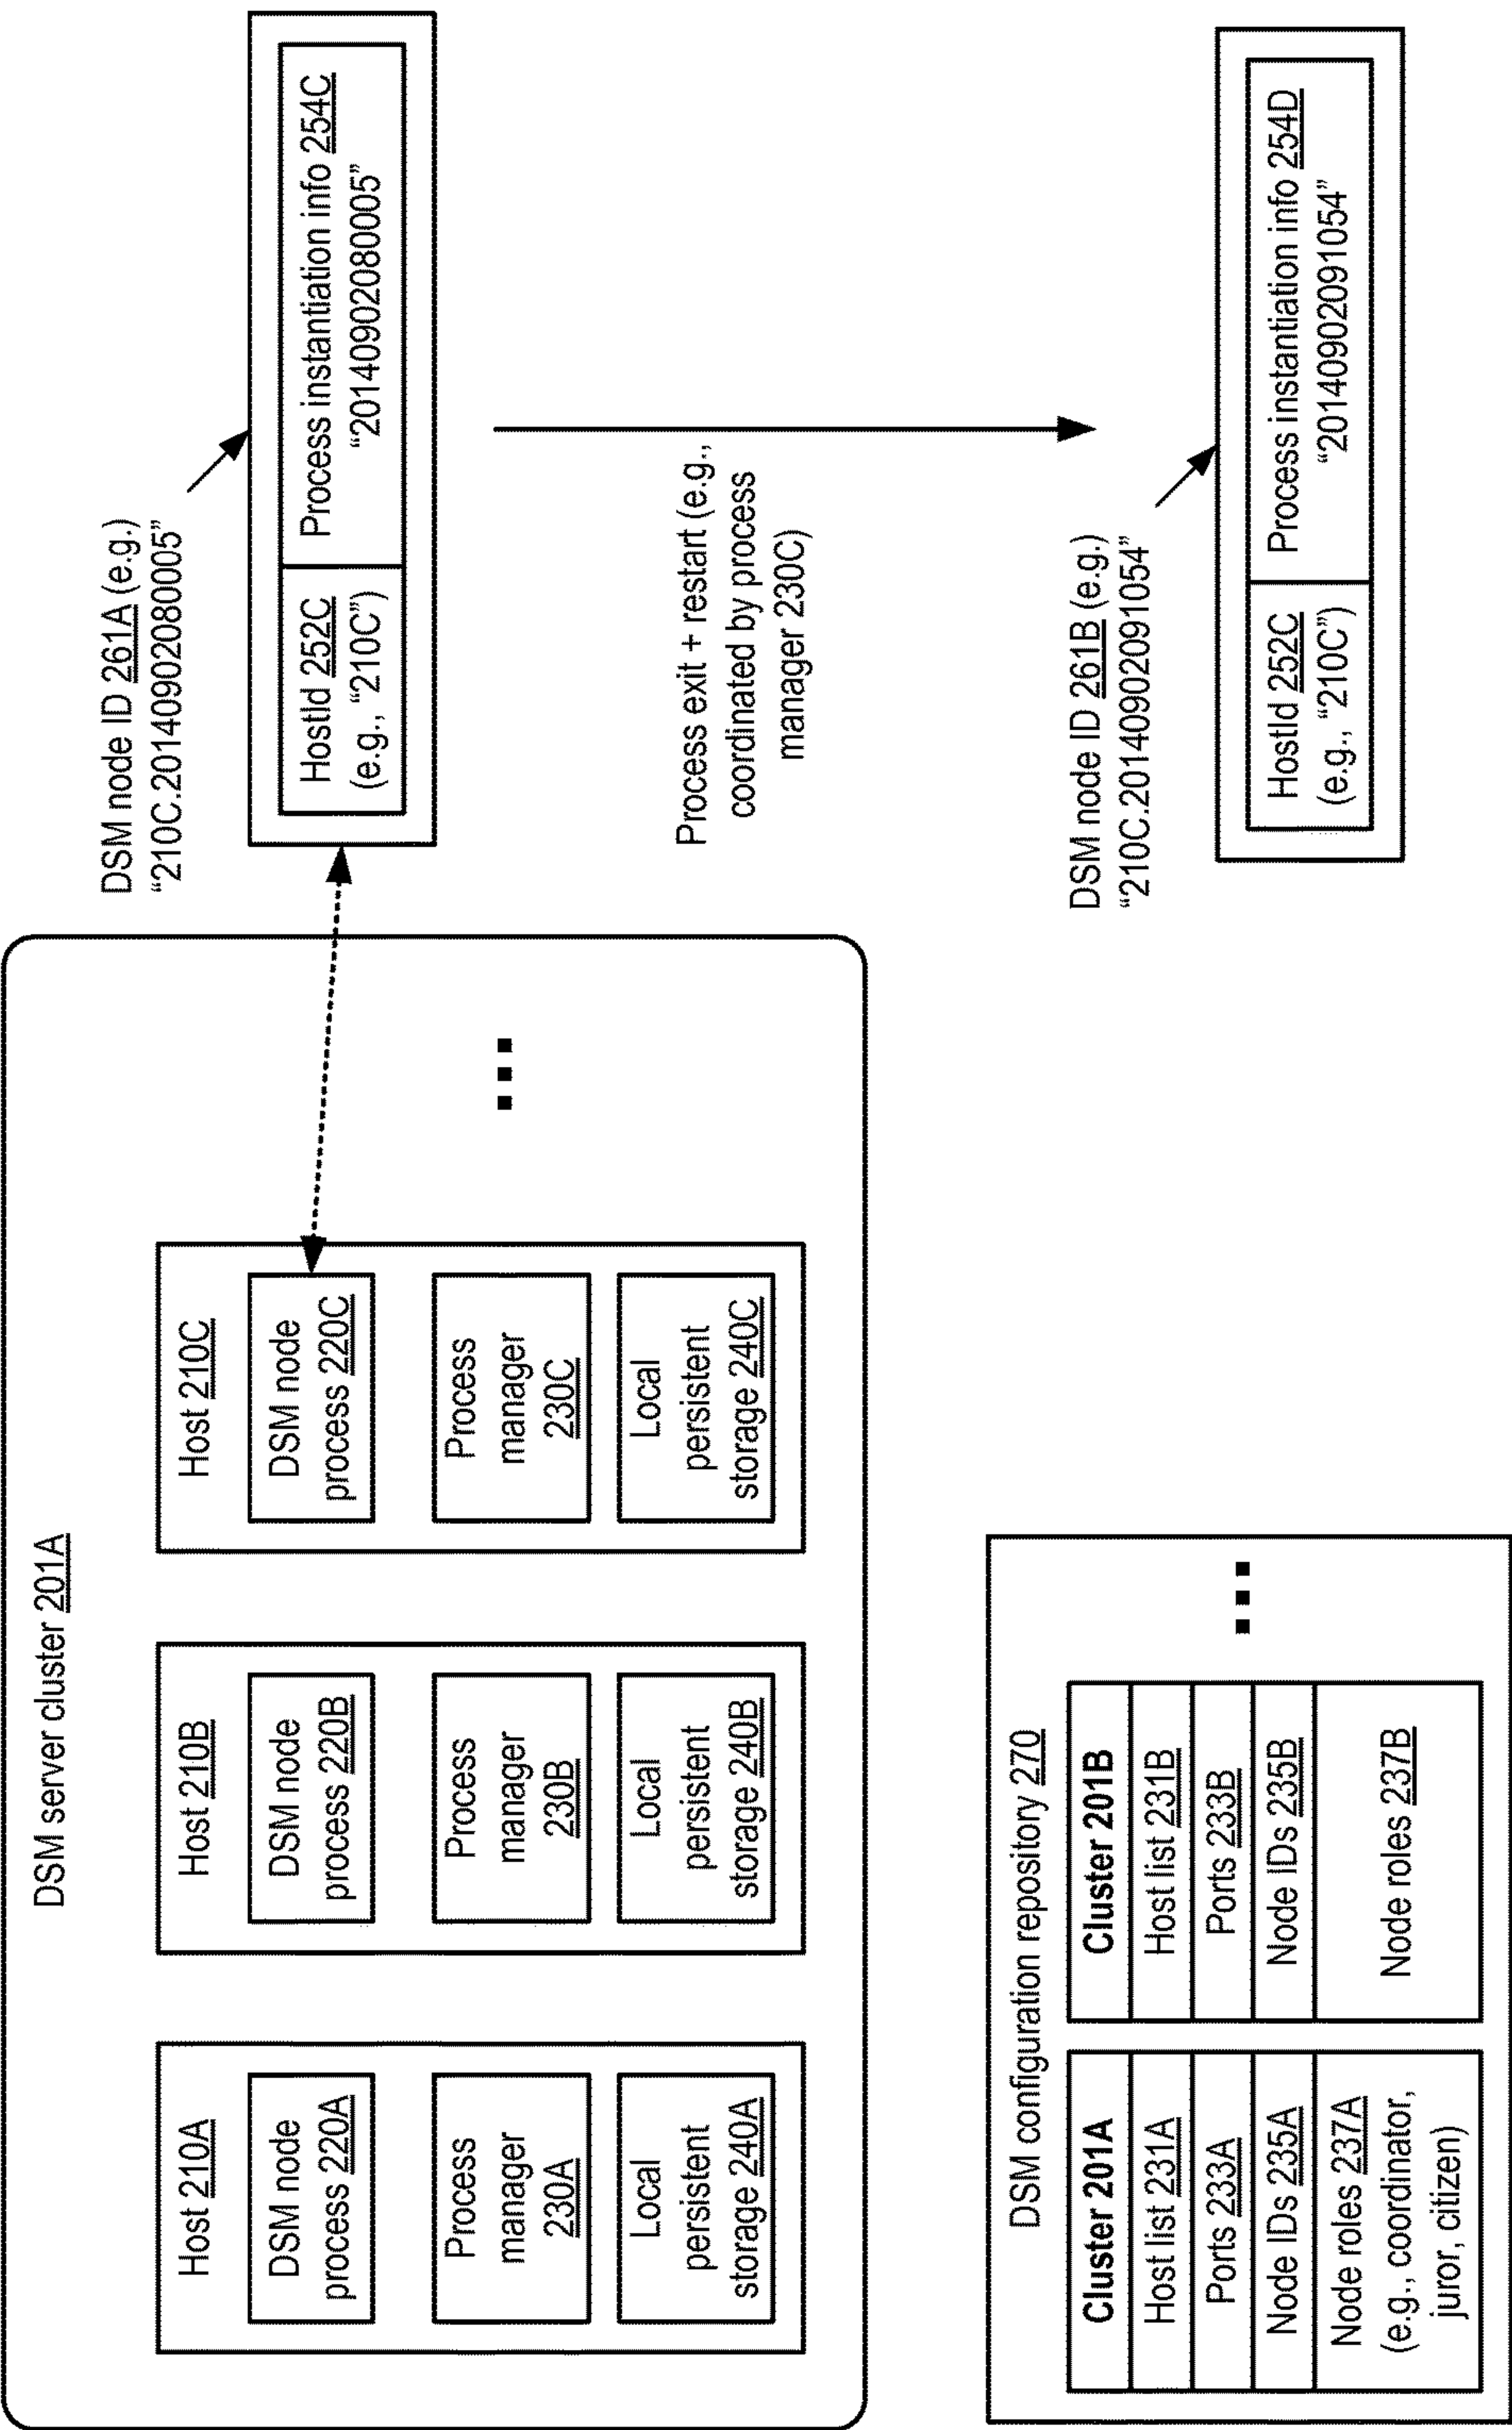 DSM server cluster 201A
Host 210A
DSM node
process 220A
Process
manager
230A
Local
persistent
storage 240A
Host 210B
DSM node
process 220B
Process
manager
230B
Local
persistent
storage 240B
Host 210C
DSM node
process 220C
Process
manager
230C
Local
persistent
storage 240C
DSM node ID 261A (e.g.)
“210C.20140902080005”
HostId 252C
(e.g., “210C”)
Process instantiation info 254C
“20140902080005”
Process exit + restart (e.g.,
coordinated by process
manager 230C)
DSM node ID 261B (e.g.)
“210C.20140902091054”
HostId 252C
(e.g., “210C”)
Process instantiation info 254D
“20140902091054”
DSM configuration repository 270
Cluster 201A
Host list 231A
Ports 233A
Node IDs 235A
Node roles 237A
(e.g., coordinator,
juror, citizen)
Cluster 201B
Host list 231B
Ports 233B
Node IDs 235B
Node roles 237B